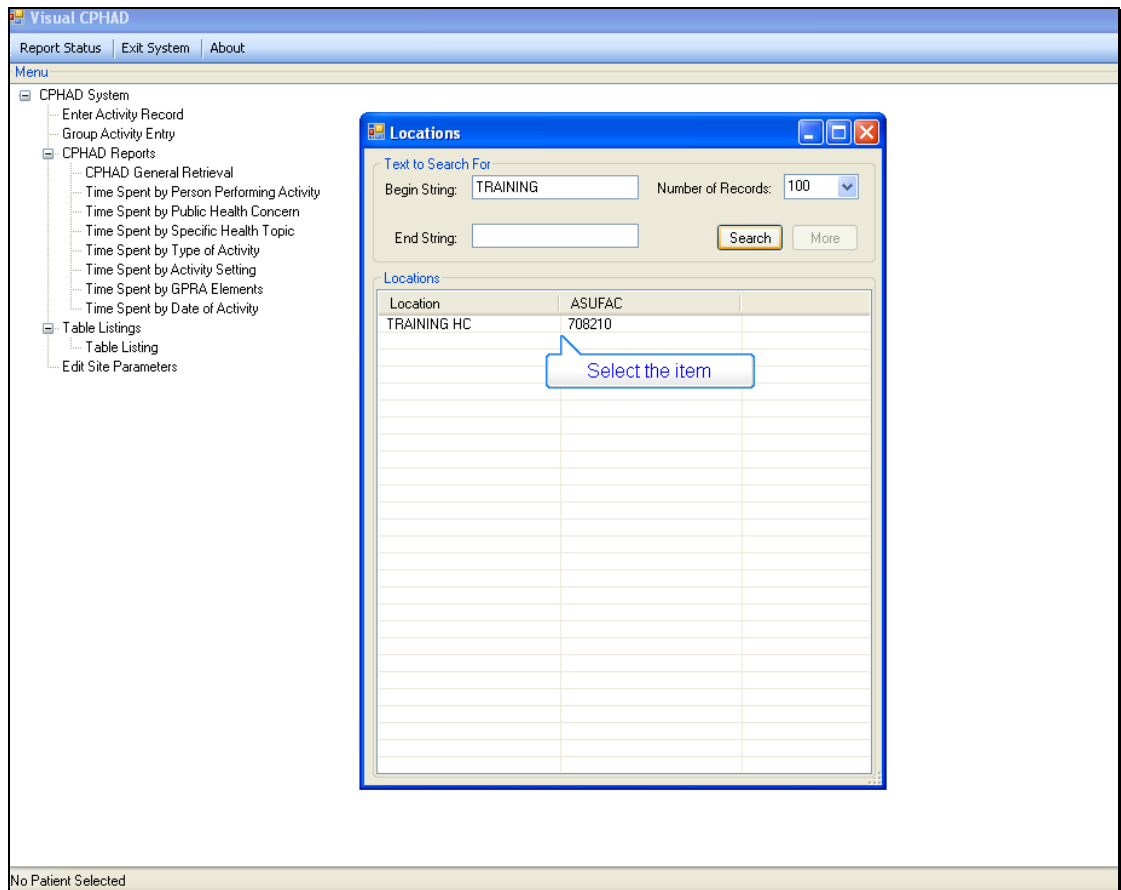 Visual CPHAD
Report Status Exit System About
Menu
CPHAD System
Enter Activity Record
Group Activity Entry
CPHAD Reports
CPHAD General Retrieval
Time Spent by Person Performing Activity
Time Spent by Public Health Concern
Time Spent by Specific Health Topic
Time Spent by Type of Activity
Time Spent by Activity Setting
Time Spent by GPRA Elements
Time Spent by Date of Activity
Table Listings
Table Listing
Edit Site Parameters
Locations
Text to Search For
Begin String: TRAINING Number of Records: 100
End String: Search More
Locations
Location ASUFAC
TRAINING HC 708210
Select the item
No Patient Selected